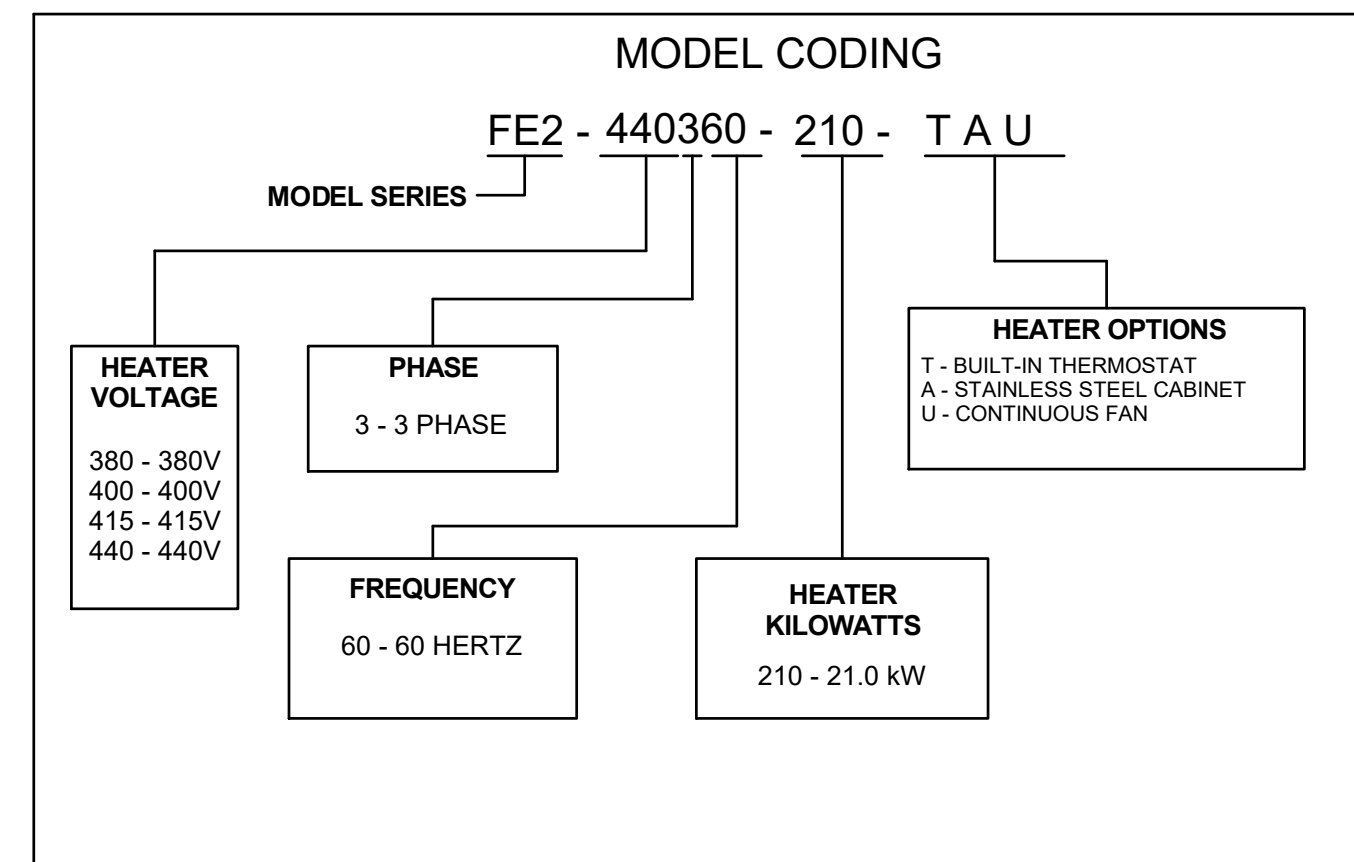 MODEL CODING
FE2 - 440360 - 210 - T A U
MODEL SERIES
HEATER
VOLTAGE
380 - 380V
400 - 400V
415 - 415V
440 - 440V
PHASE
3 - 3 PHASE
HEATER OPTIONS
T - BUILT-IN THERMOSTAT
A - STAINLESS STEEL CABINET
U - CONTINUOUS FAN
FREQUENCY
60 - 60 HERTZ
HEATER
KILOWATTS
210 - 21.0 kW